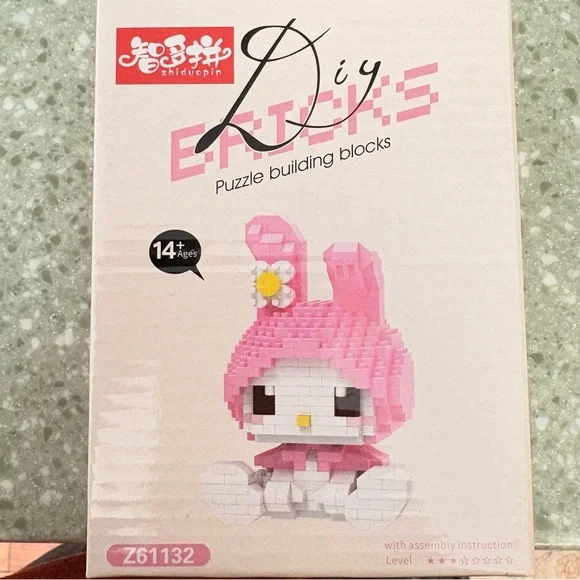 智多拼
zhiduopin
Diy
BRICKS
Puzzle building blocks
14+
Ages
Z61132
with assembly instruction
Level ★★★☆☆☆☆☆☆